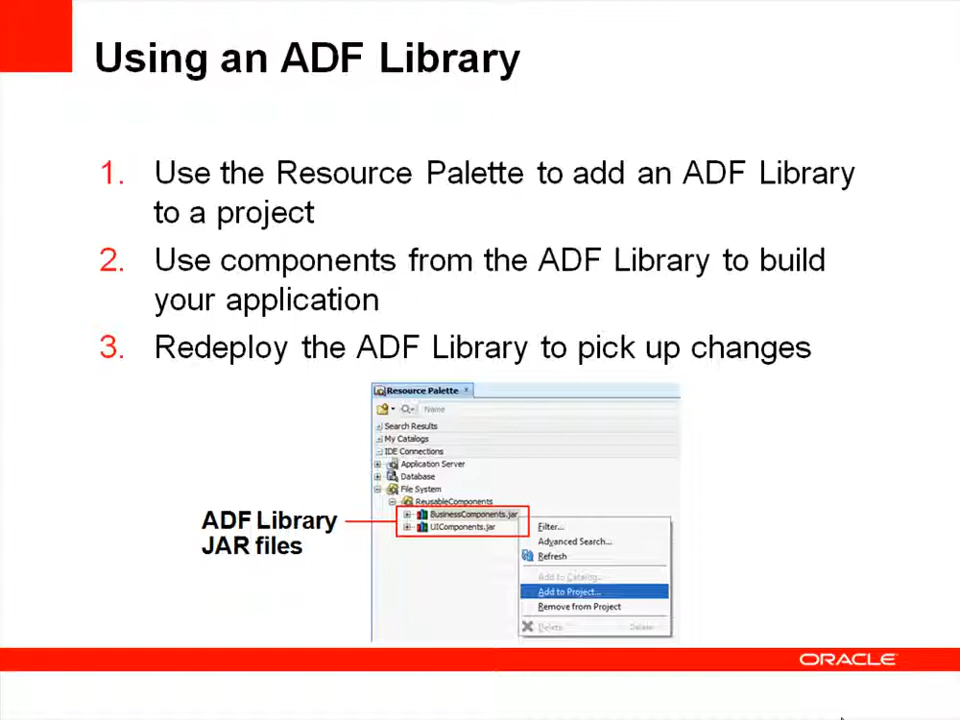 Using an ADF Library
1. Use the Resource Palette to add an ADF Library
to a project
2. Use components from the ADF Library to build
your application
3. Redeploy the ADF Library to pick up changes
Resource Palette
Name
Search Results
My Catalogs
IDE Connections
Application Server
Database
File System
ReusableComponents
BusinessComponents.jar
UIComponents.jar
ADF Library
JAR files
Filter...
Advanced Search...
Refresh
Add to Catalog...
Add to Project...
Remove from Project
Delete Delete
ORACLE